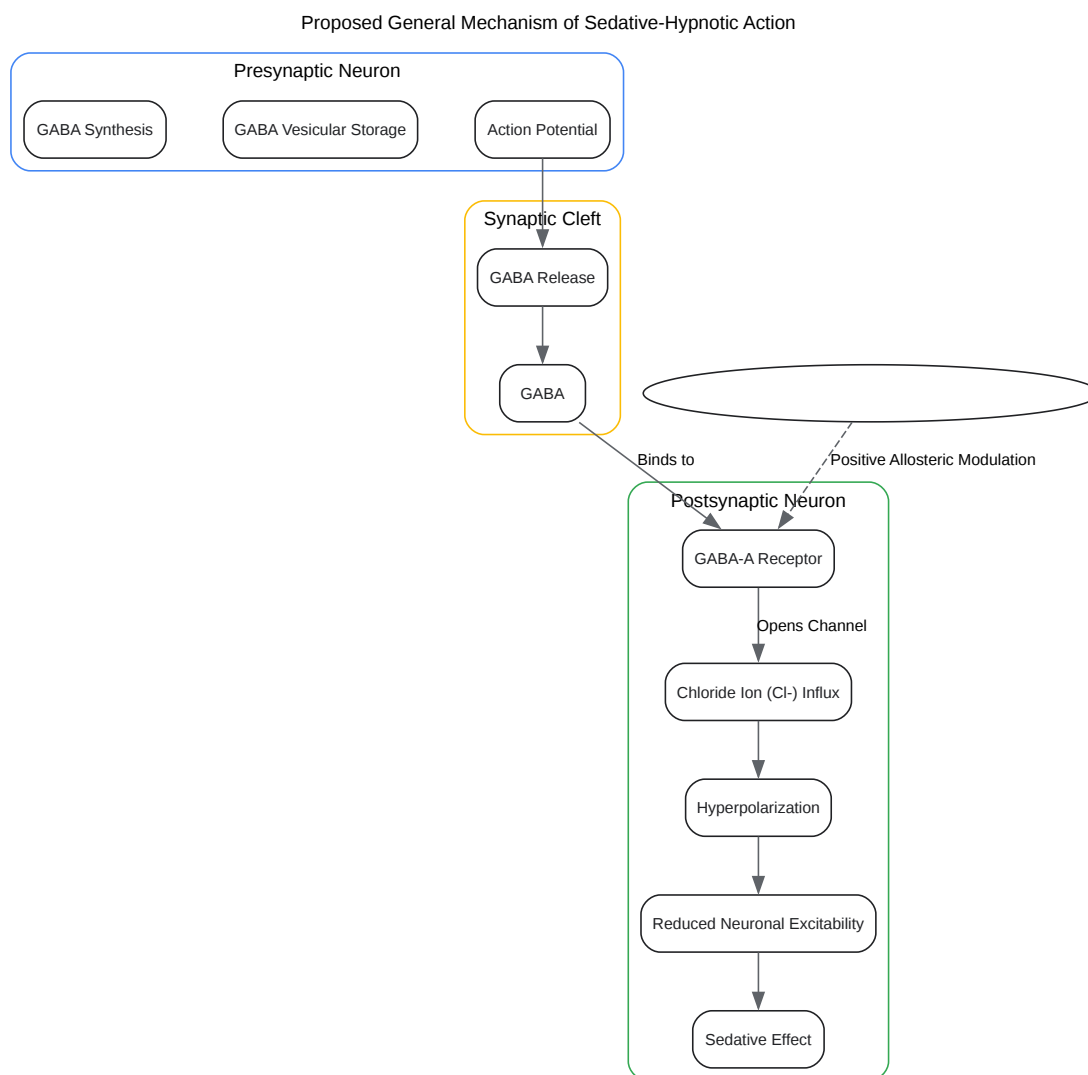 Proposed General Mechanism of Sedative-Hypnotic Action
Presynaptic Neuron
GABA Synthesis
GABA Vesicular Storage
Action Potential
Synaptic Cleft
GABA Release
GABA
Binds to
Positive Allosteric Modulation
Postsynaptic Neuron
GABA-A Receptor
Opens Channel
Chloride Ion (Cl-) Influx
Hyperpolarization
Reduced Neuronal Excitability
Sedative Effect